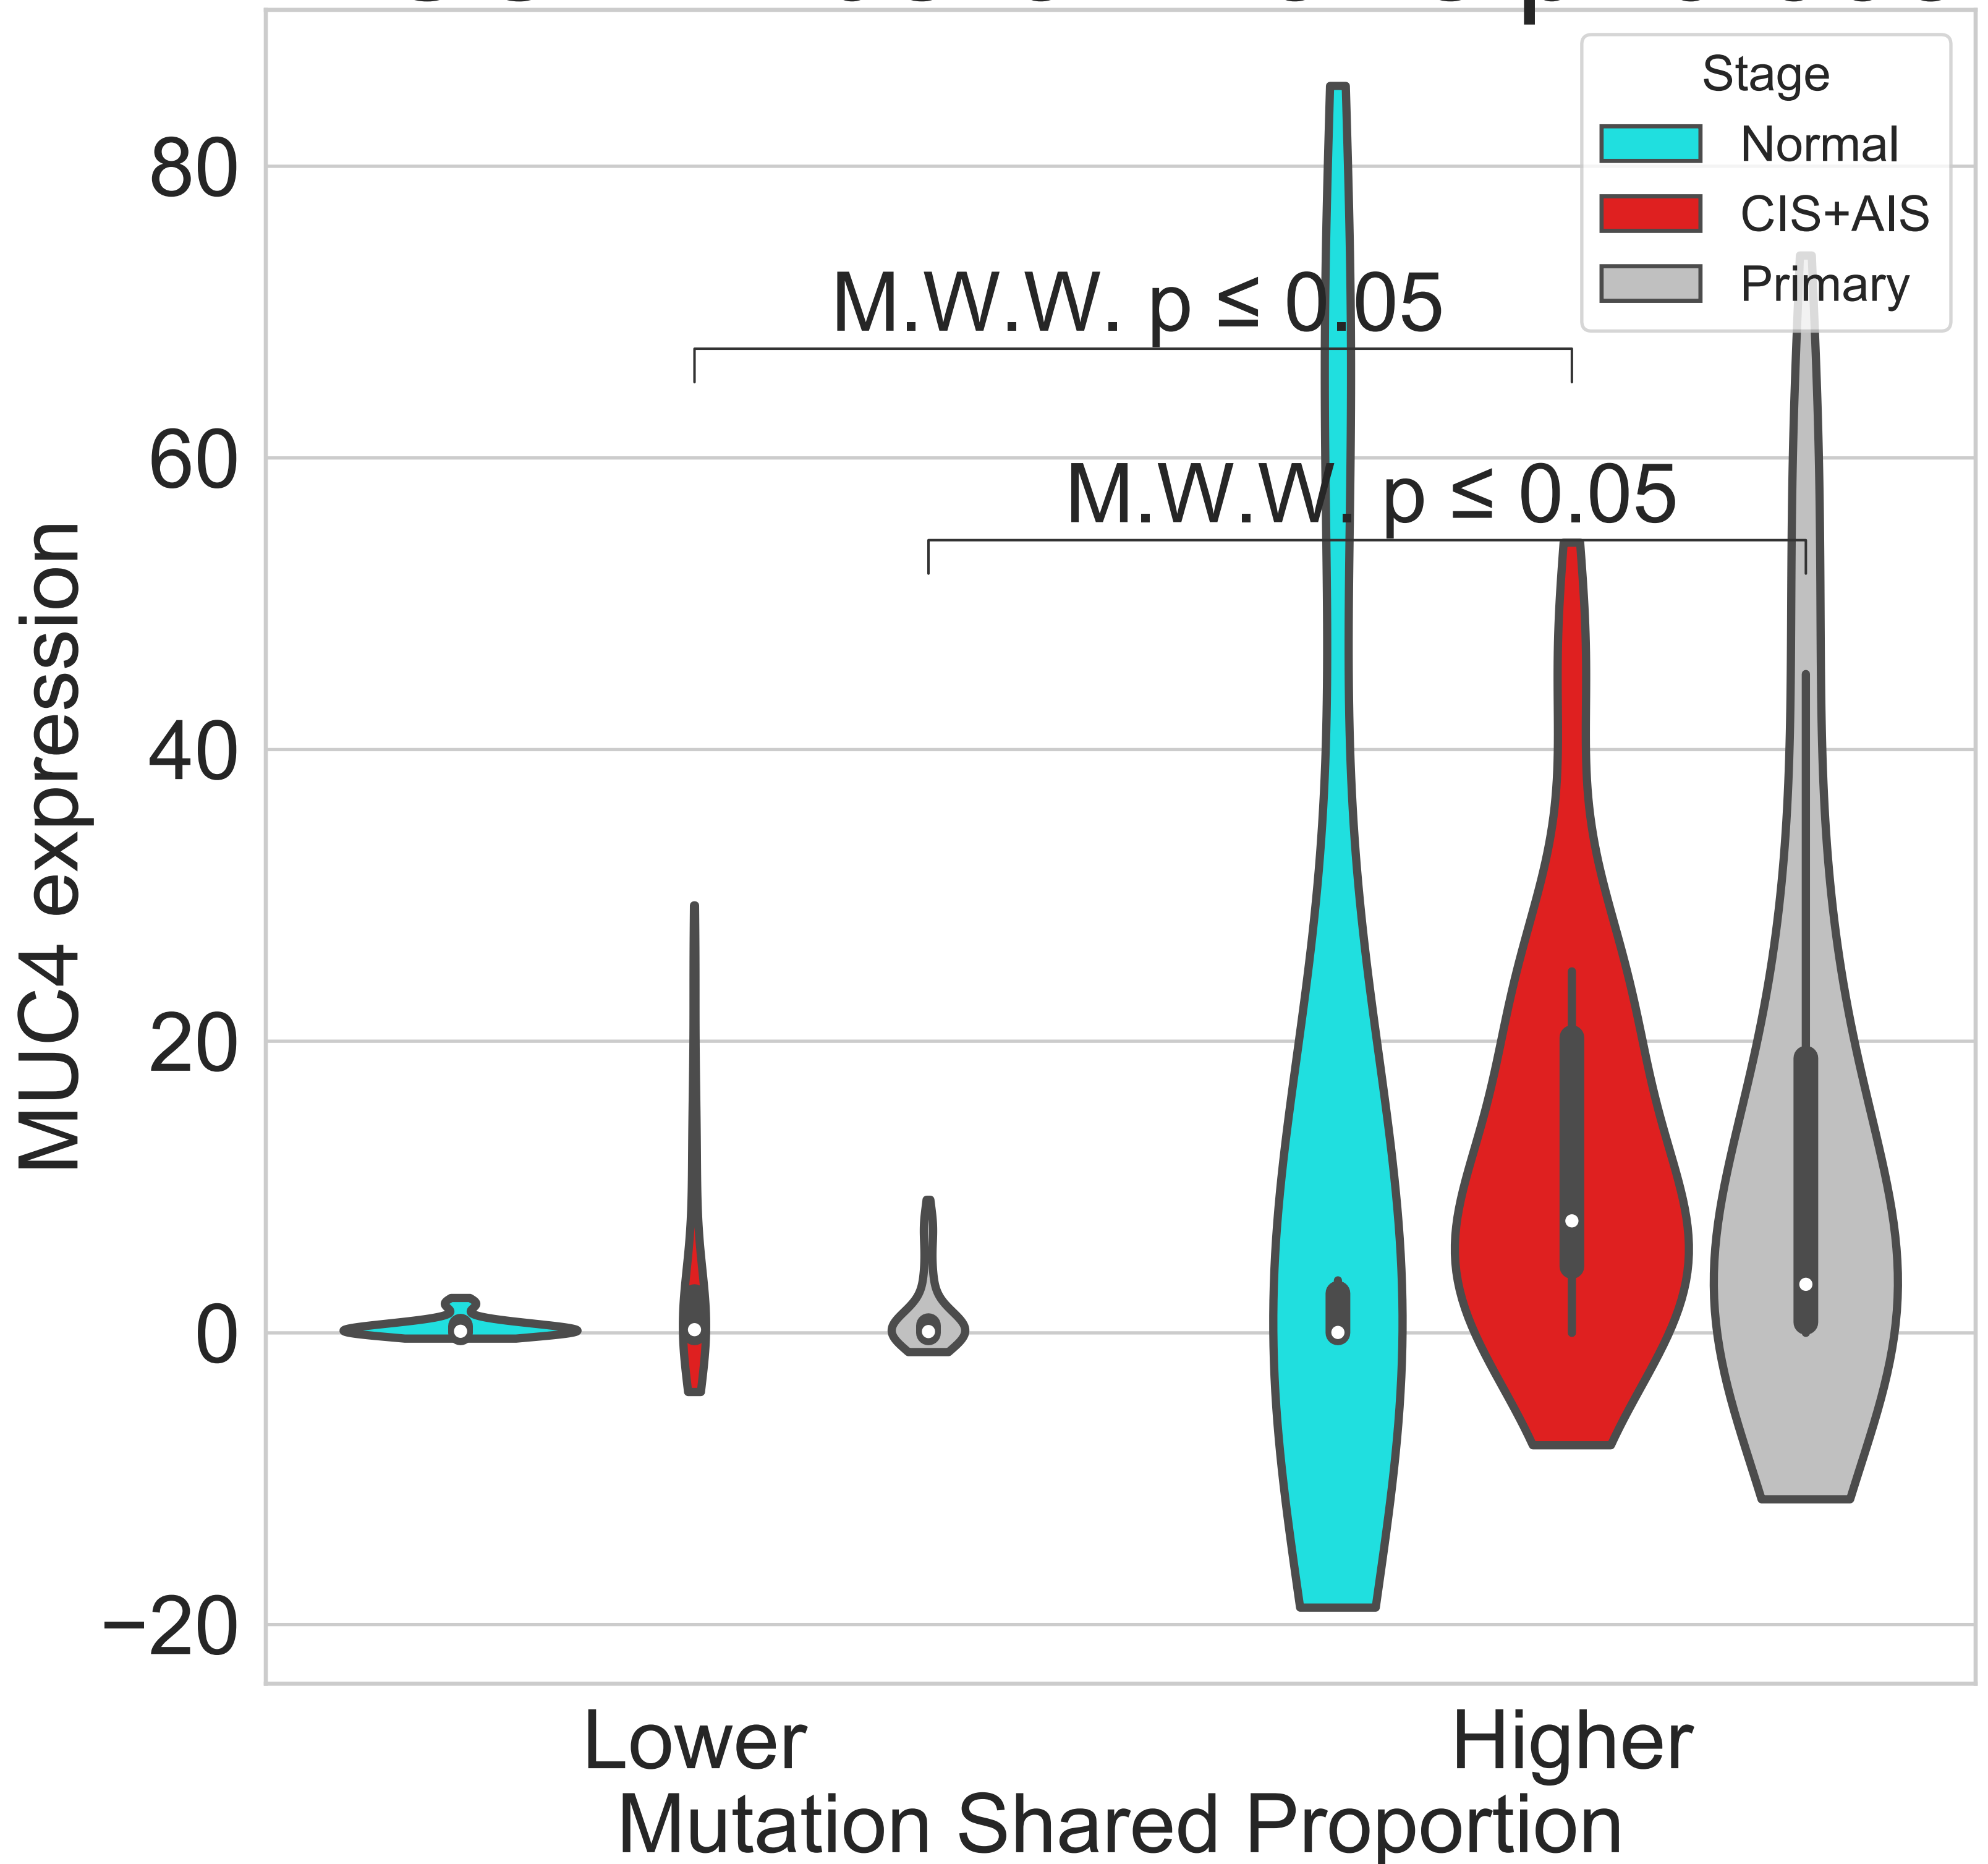 Stage
Normal
CIS+AIS
Primary
M.W.W. p ≤ 0.05
M.W.W. p ≤ 0.05
MUC4 expression
80
60
40
20
0
−20
Lower
Higher
Mutation Shared Proportion